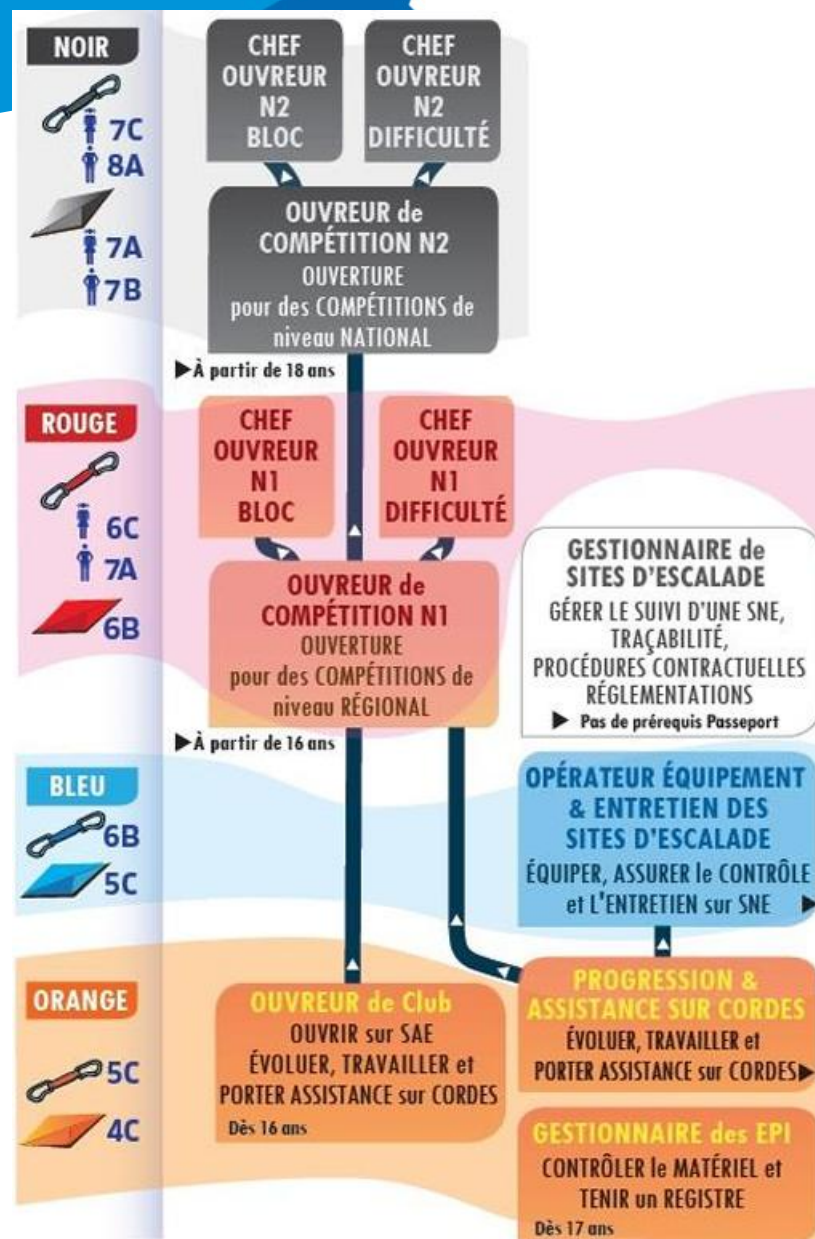 NOIR
7C
8A
7A
7B
CHEF
OUVREUR
N2
BLOC
CHEF
OUVREUR
N2
DIFFICULTÉ
OUVREUR de
COMPÉTITION N2
OUVERTURE
pour des COMPÉTITIONS de
niveau NATIONAL
▶À partir de 18 ans
ROUGE
6C
7A
6B
CHEF
OUVREUR
N1
BLOC
CHEF
OUVREUR
N1
DIFFICULTÉ
OUVREUR de
COMPÉTITION N1
OUVERTURE
pour des COMPÉTITIONS de
niveau RÉGIONAL
▶À partir de 16 ans
GESTIONNAIRE de
SITES D'ESCALADE
GÉRER LE SUIVI D'UNE SNE,
TRAÇABILITÉ,
PROCÉDURES CONTRACTUELLES
RÉGLEMENTATIONS
▶ Pas de prérequis Passeport
BLEU
6B
5C
OPÉRATEUR ÉQUIPEMENT
& ENTRETIEN DES
SITES D'ESCALADE
ÉQUIPER, ASSURER le CONTRÔLE
et L'ENTRETIEN sur SNE ▶
ORANGE
5C
4C
OUVREUR de Club
OUVRIR sur SAE
ÉVOLUER, TRAVAILLER et
PORTER ASSISTANCE sur CORDES
Dès 16 ans
PROGRESSION &
ASSISTANCE SUR CORDES
ÉVOLUER, TRAVAILLER et
PORTER ASSISTANCE sur CORDES▶
GESTIONNAIRE des EPI
CONTRÔLER le MATÉRIEL et
TENIR un REGISTRE
Dès 17 ans